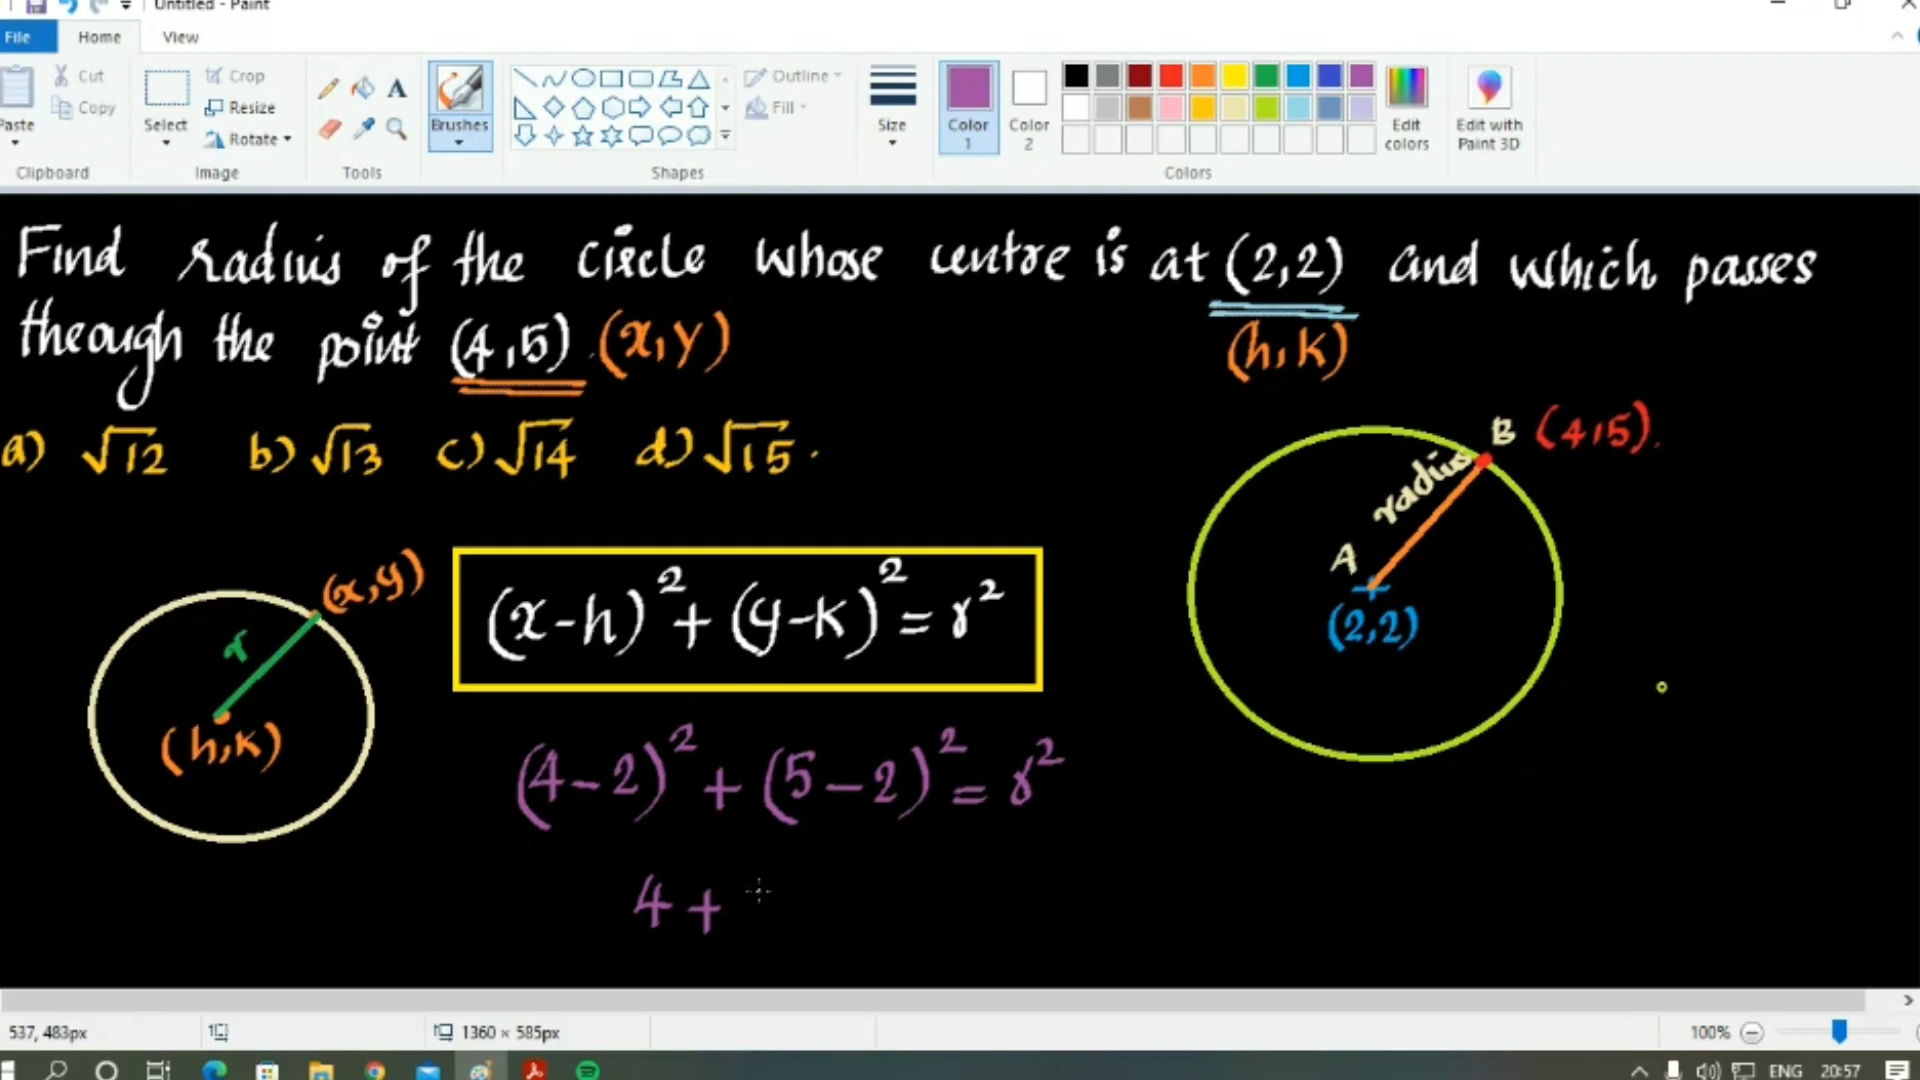 Untitled - Paint
File Home View
Paste Cut Copy Clipboard
Select Crop Resize Rotate Image
Tools
Brushes
Shapes
Outline Fill
Size
Color 1 Color 2
Edit colors
Colors
Edit with Paint 3D
Find radius of the circle whose centre is at (2,2) and which passes
through the point (4,5) (x,y)
(h,k)
a) √12 b) √13 c) √14 d) √15.
B (4,5).
radius
A
(2,2)
(x,y)
r
(h,k)
(x-h)² + (y-k)² = r²
(4-2)² + (5-2)² = r²
4 +
537, 483px 1360 × 585px 100%
ENG 20:57